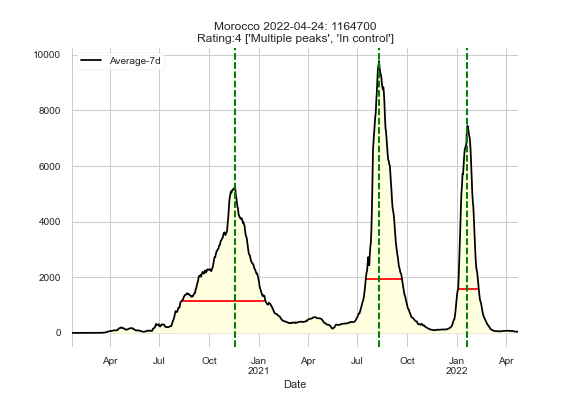 Morocco 2022-04-24: 1164700
Rating:4 ['Multiple peaks', 'In control']
Average-7d
10000
8000
6000
4000
2000
0
Apr Jul Oct Jan Apr Jul Oct Jan Apr
2021 2022
Date